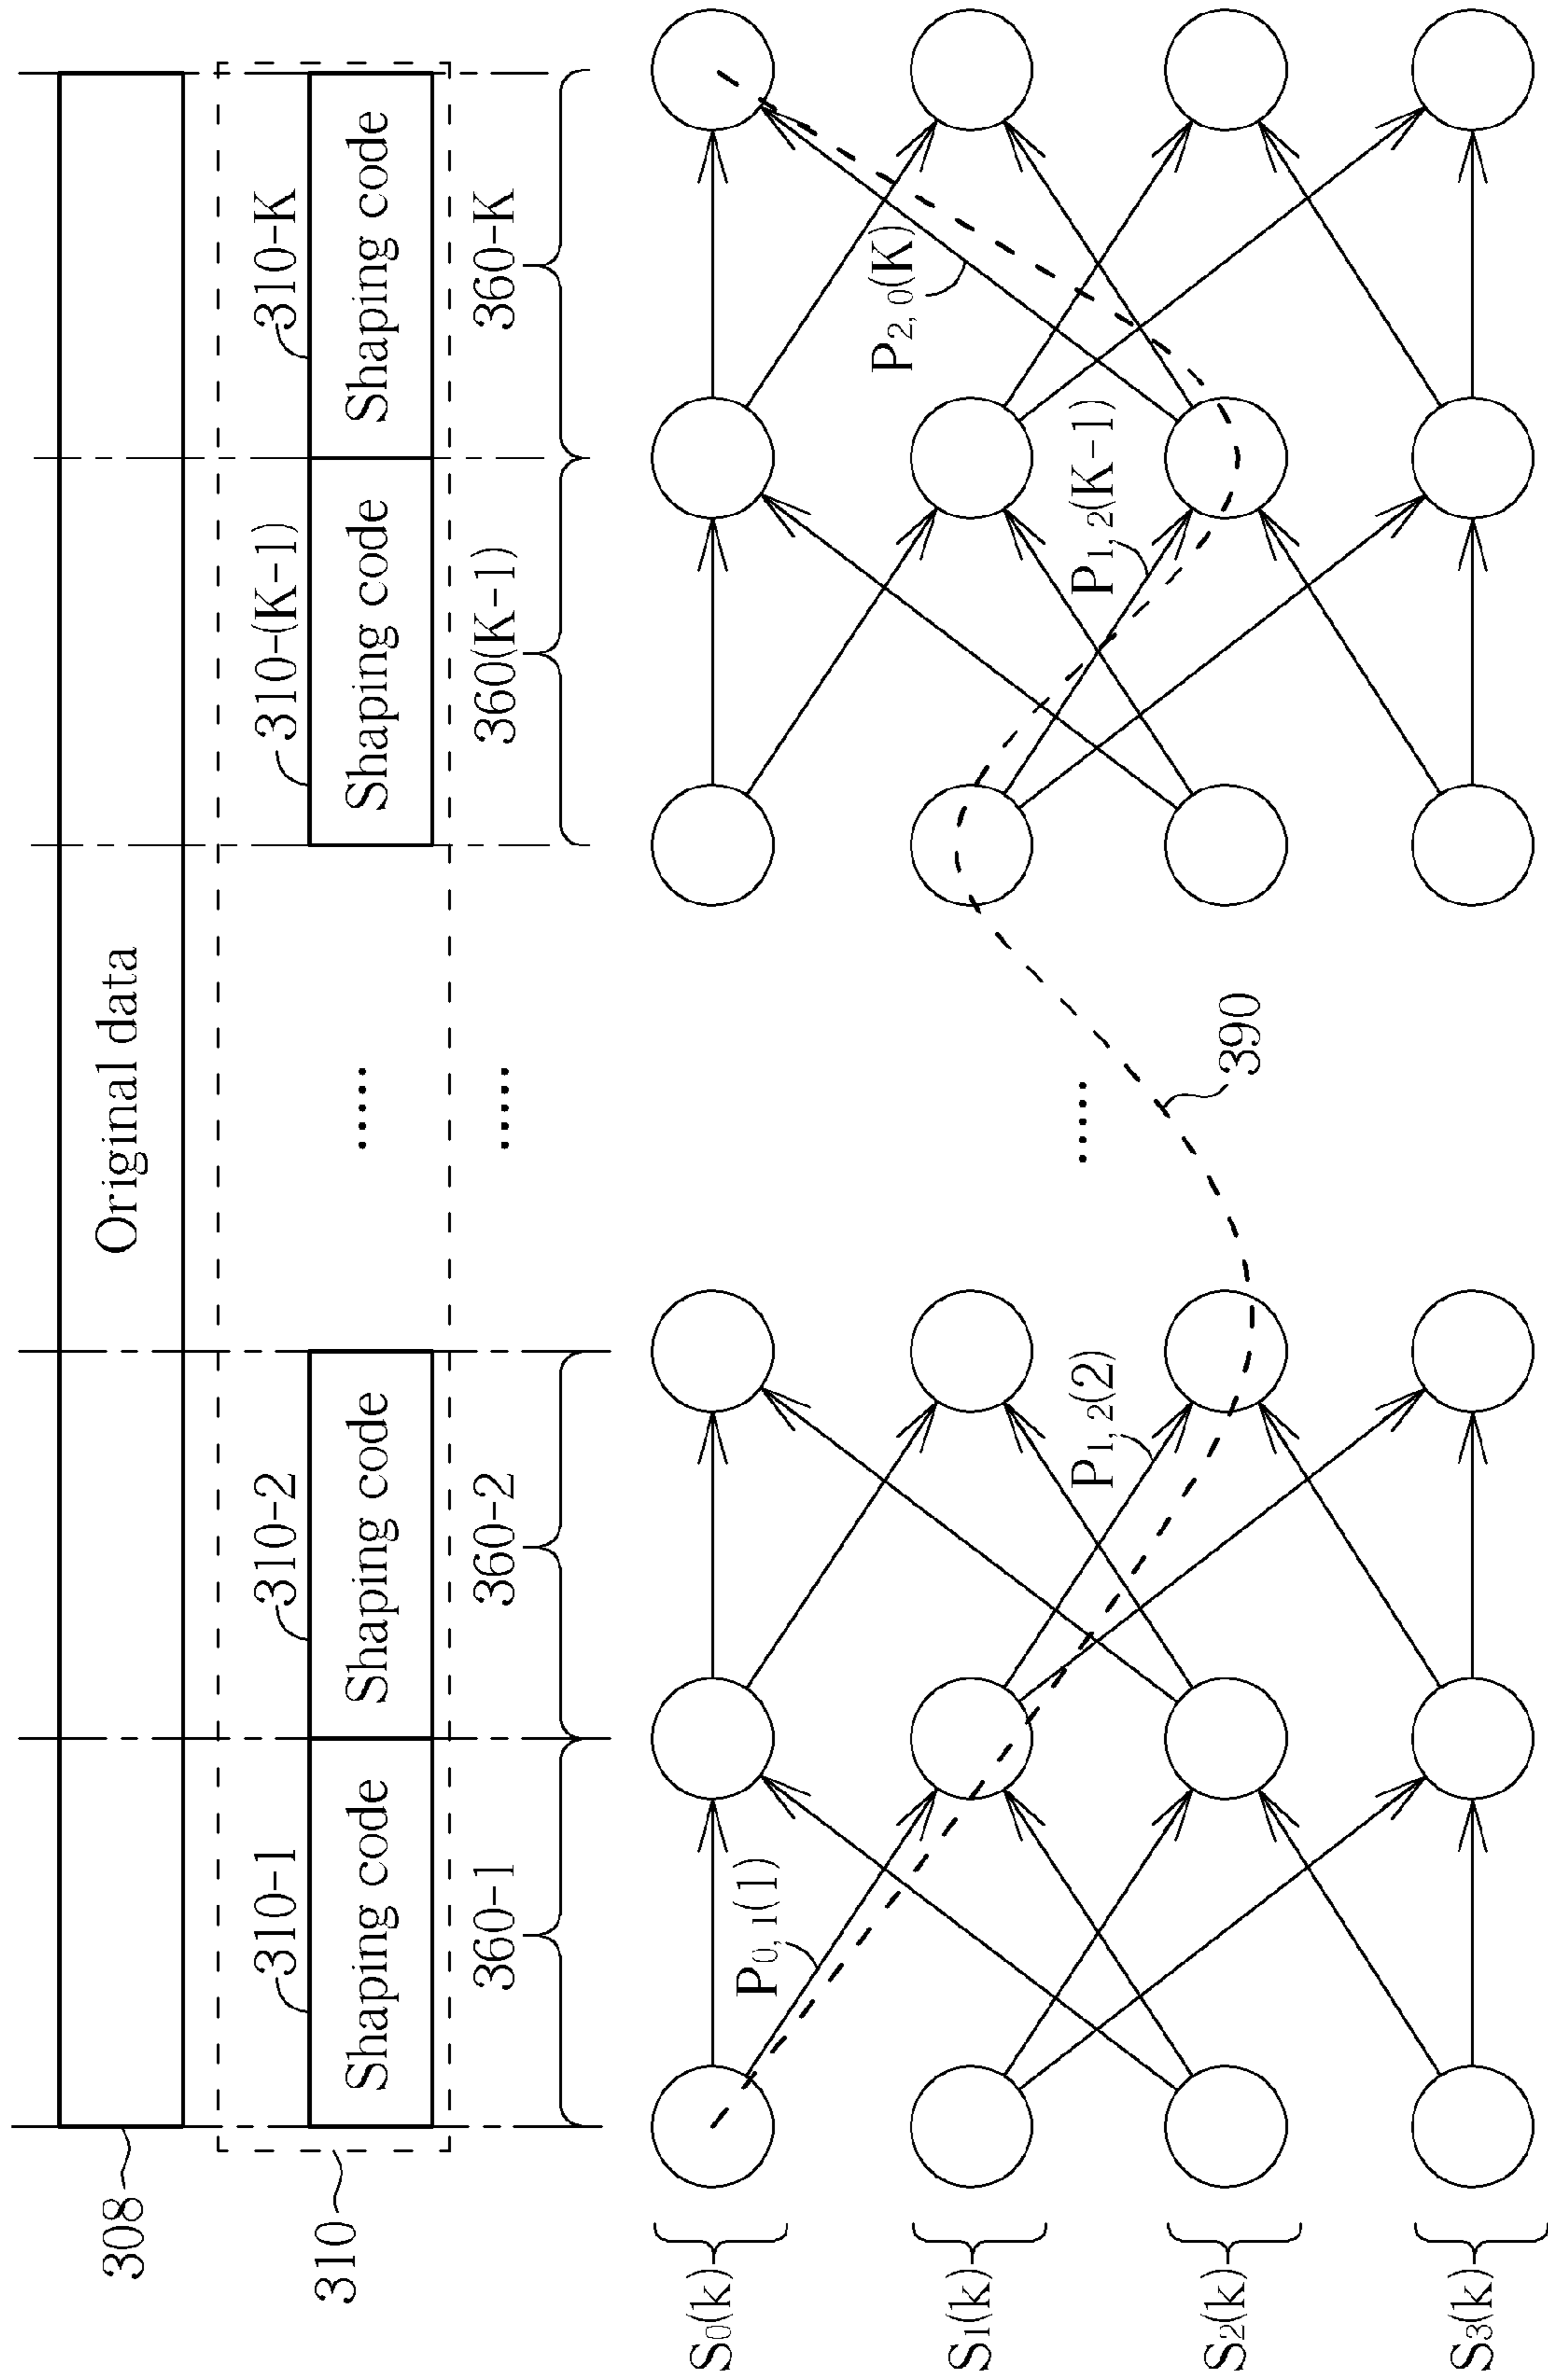 308
Original data
310
310-1
310-2
310-(K-1)
310-K
Shaping code
Shaping code
.....
Shaping code
Shaping code
360-1
360-2
.....
360(K-1)
360-K
S0(k)
S1(k)
S2(k)
S3(k)
P0,1(1)
P1,2(2)
.....
390
P1,2(K-1)
P2,0(K)